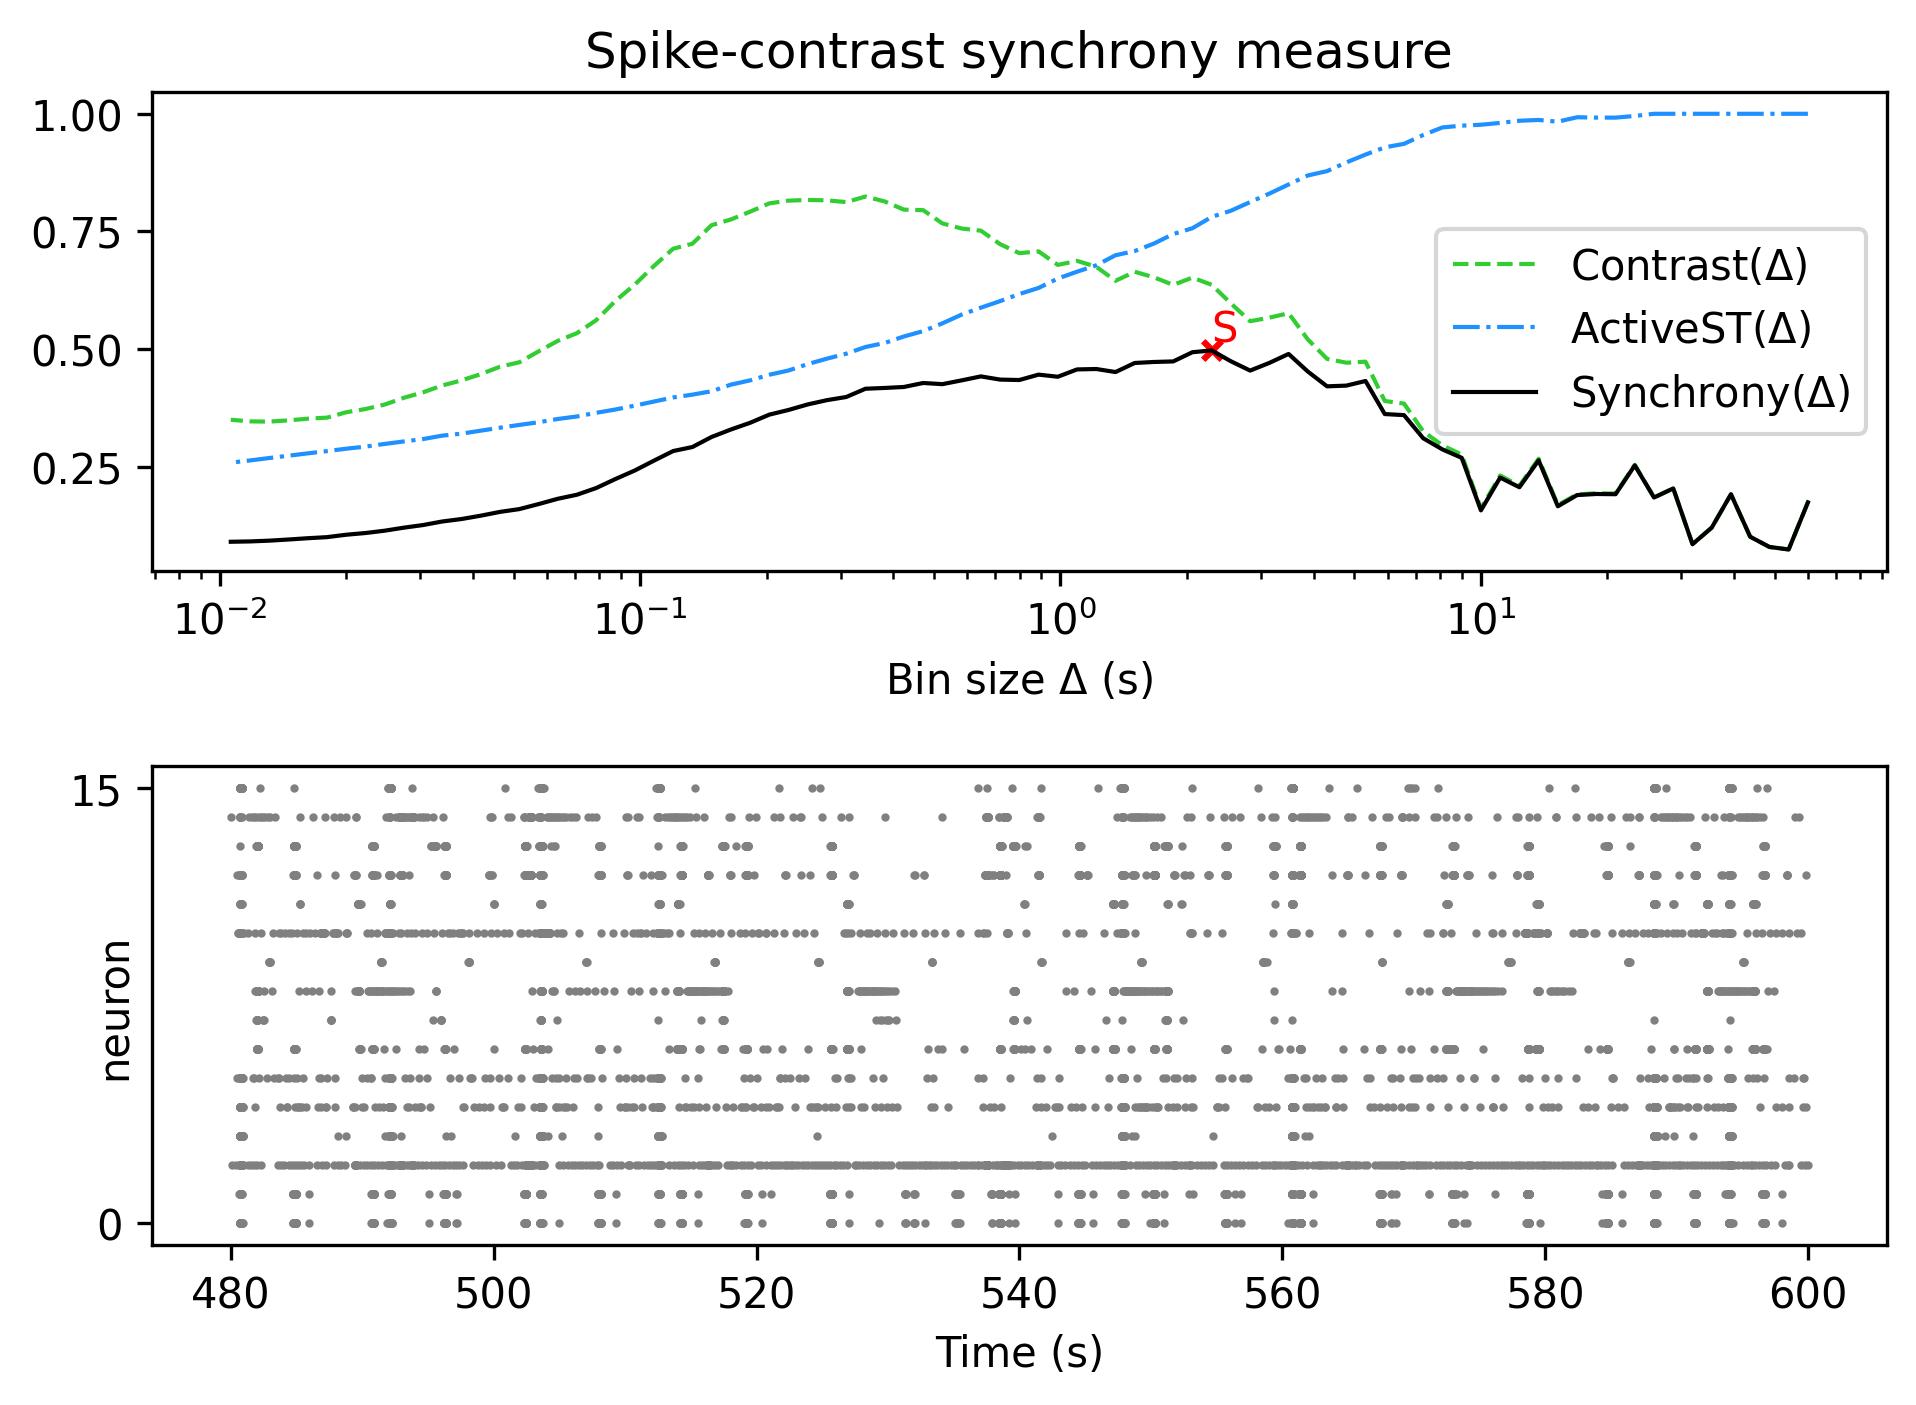 Spike-contrast synchrony measure
1.00
0.75
0.50
0.25
S
Contrast(Δ)
ActiveST(Δ)
Synchrony(Δ)
10⁻² 10⁻¹ 10⁰ 10¹
Bin size Δ (s)
15
0
neuron
480 500 520 540 560 580 600
Time (s)